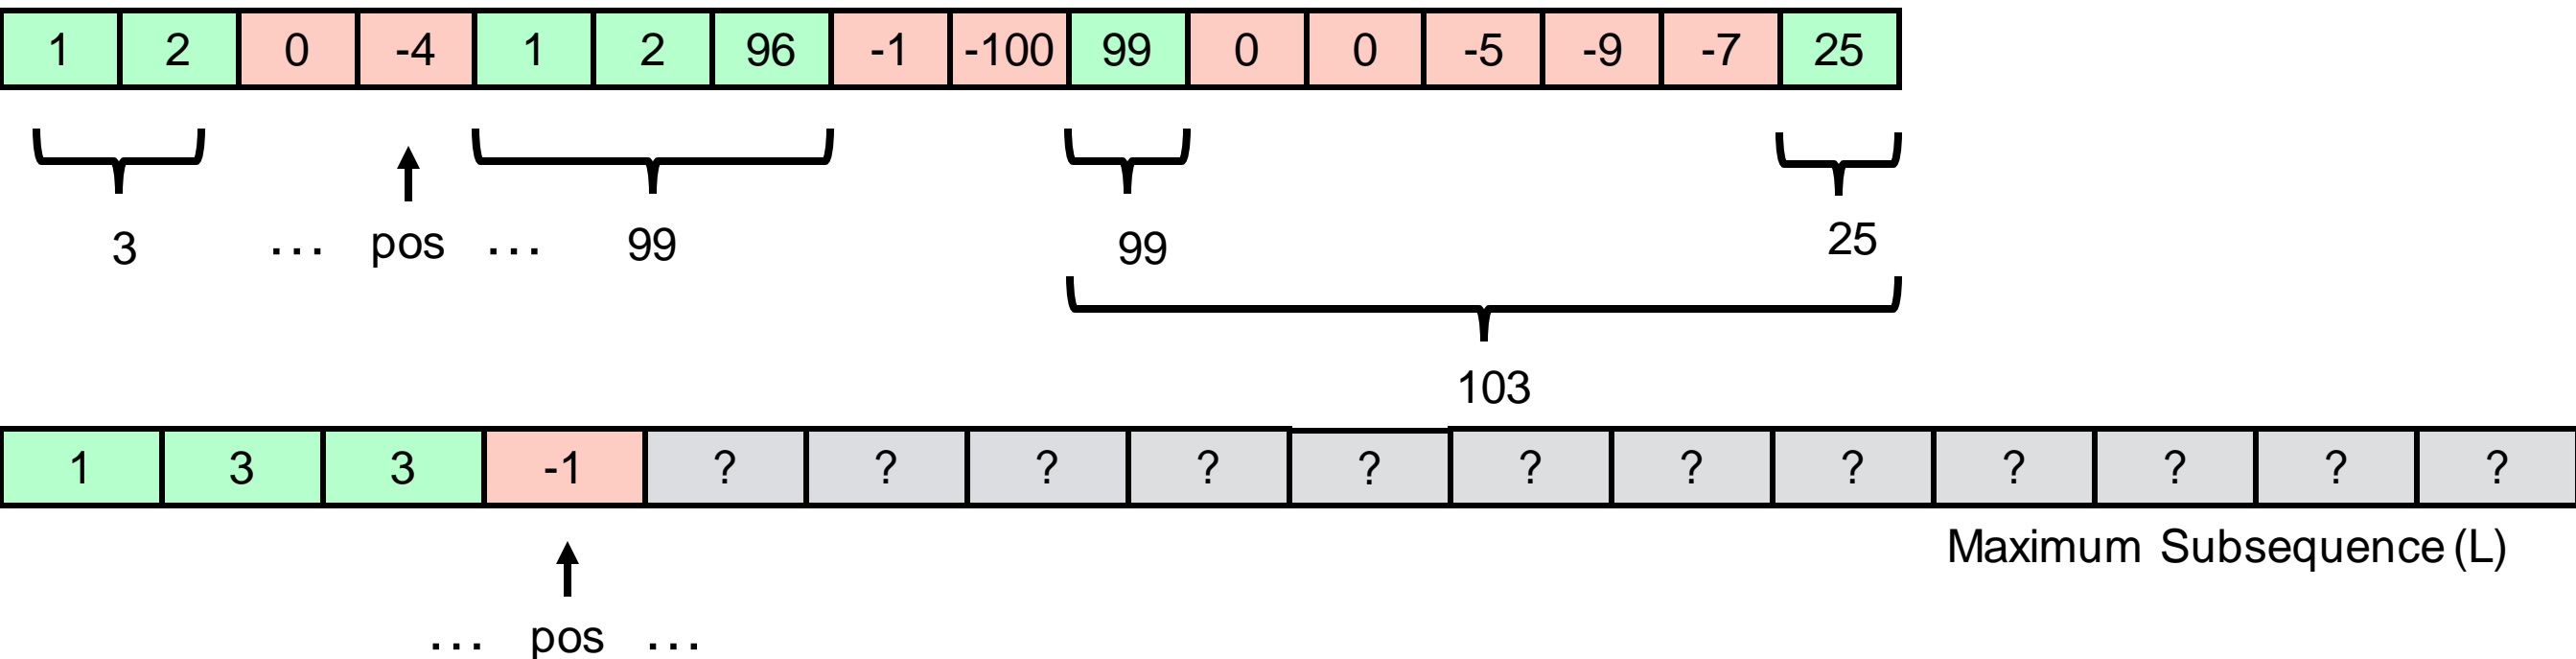 1 2 0 -4 1 2 96 -1 -100 99 0 0 -5 -9 -7 25
3 ... pos ... 99 99 25
103
1 3 3 -1 ? ? ? ? ? ? ? ? ? ? ? ?
Maximum Subsequence (L)
... pos ...